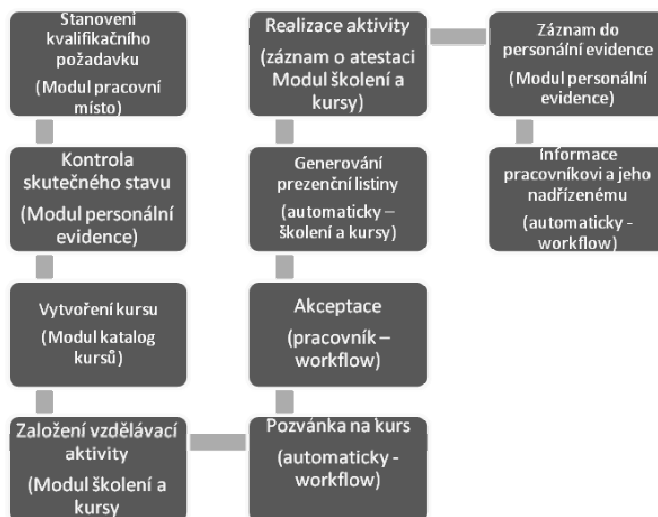 Stanovení
kvalifikačního
požadavku
(Modul pracovní
místo)
Kontrola
skutečného stavu
(Modul personální
evidence)
Vytvoření kursu
(Modul katalog
kursů)
Založení vzdělávací
aktivity
(Modul školení a
kursy
Pozvánka na kurs
(automaticky -
workflow)
Akceptace
(pracovník –
workflow)
Generování
prezenční listiny
(automaticky –
školení a kursy)
Realizace aktivity
(záznam o atestaci
Modul školení a
kursy)
Záznam do
personální evidence
(Modul personální
evidence)
Informace
pracovníkovi a jeho
nadřízenému
(automaticky -
workflow)